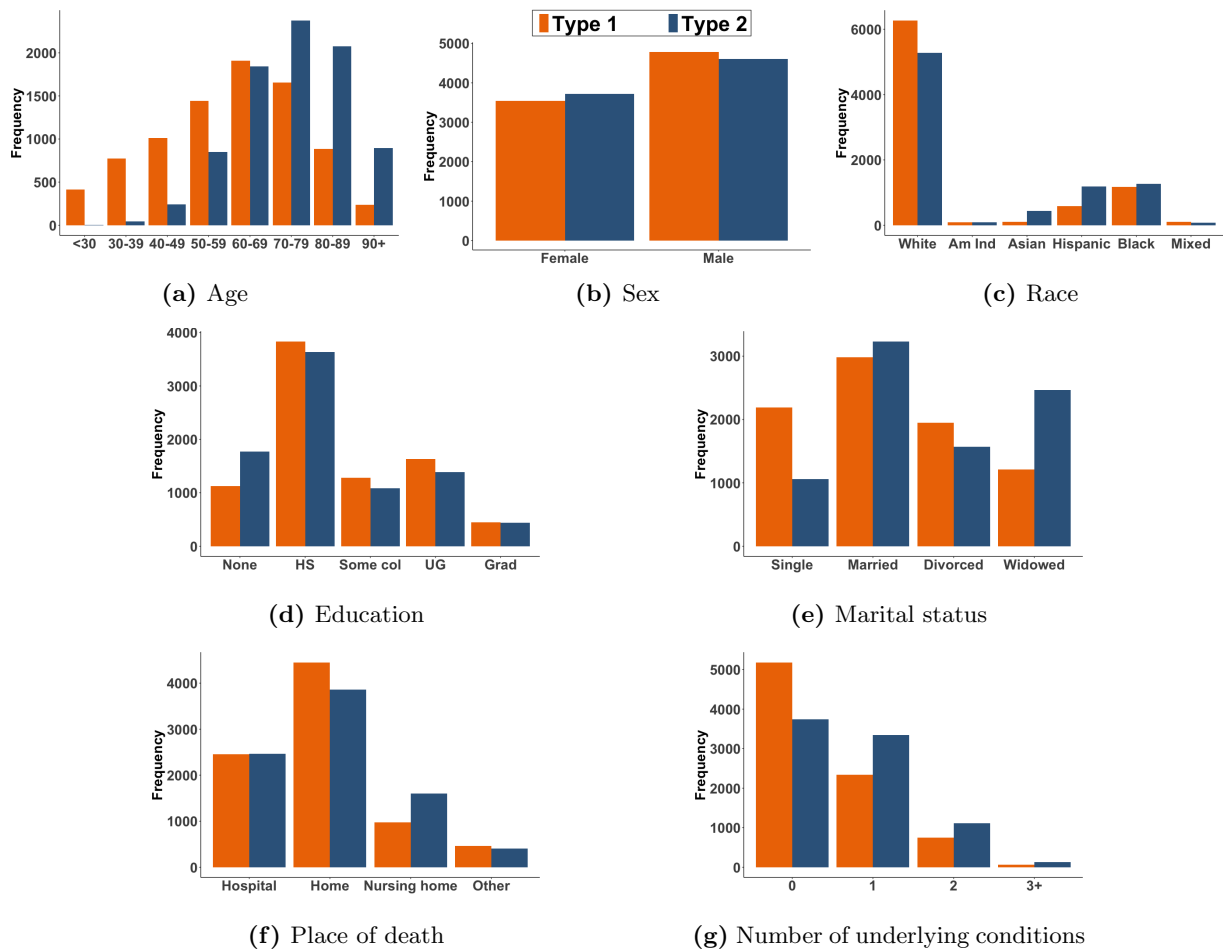 Type 1 Type 2
Frequency
2000
1500
1000
500
0
<30 30-39 40-49 50-59 60-69 70-79 80-89 90+
(a) Age
Frequency
5000
4000
3000
2000
1000
0
Female Male
(b) Sex
Frequency
6000
4000
2000
0
White Am Ind Asian Hispanic Black Mixed
(c) Race
Frequency
4000
3000
2000
1000
0
None HS Some col UG Grad
(d) Education
Frequency
3000
2000
1000
0
Single Married Divorced Widowed
(e) Marital status
Frequency
4000
3000
2000
1000
0
Hospital Home Nursing home Other
(f) Place of death
Frequency
5000
4000
3000
2000
1000
0
0 1 2 3+
(g) Number of underlying conditions